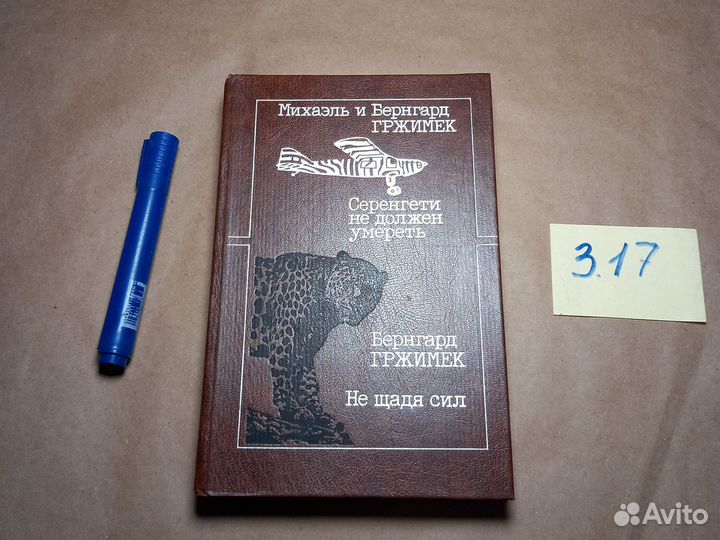 Михаэль и Бернгард
ГРЖИМЕК
Серенгети
не должен
умереть
Бернгард
ГРЖИМЕК
Не щадя сил
3.17
Avito